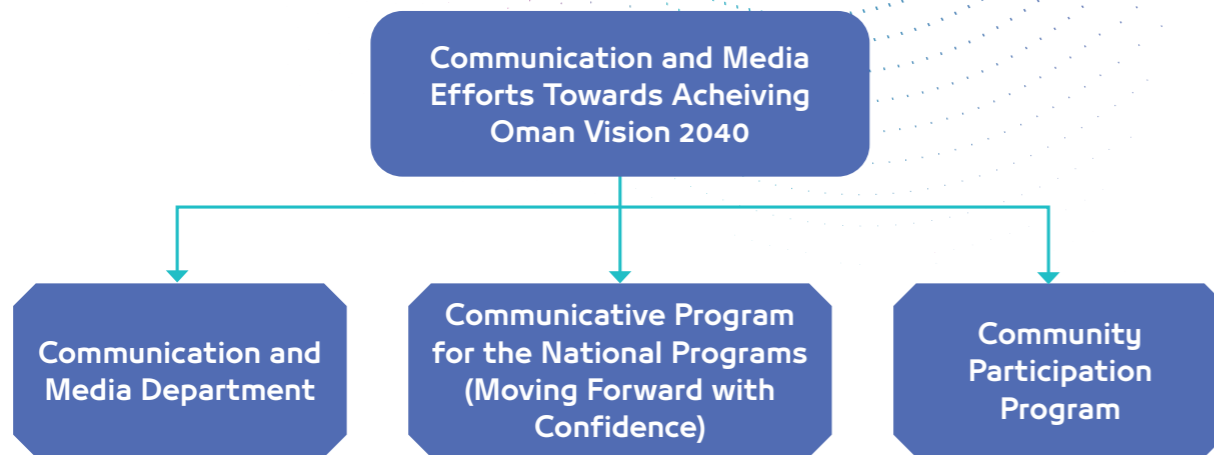 Communication and Media
Efforts Towards Acheiving
Oman Vision 2040
Communication and
Media Department
Communicative Program
for the National Programs
(Moving Forward with
Confidence)
Community
Participation
Program